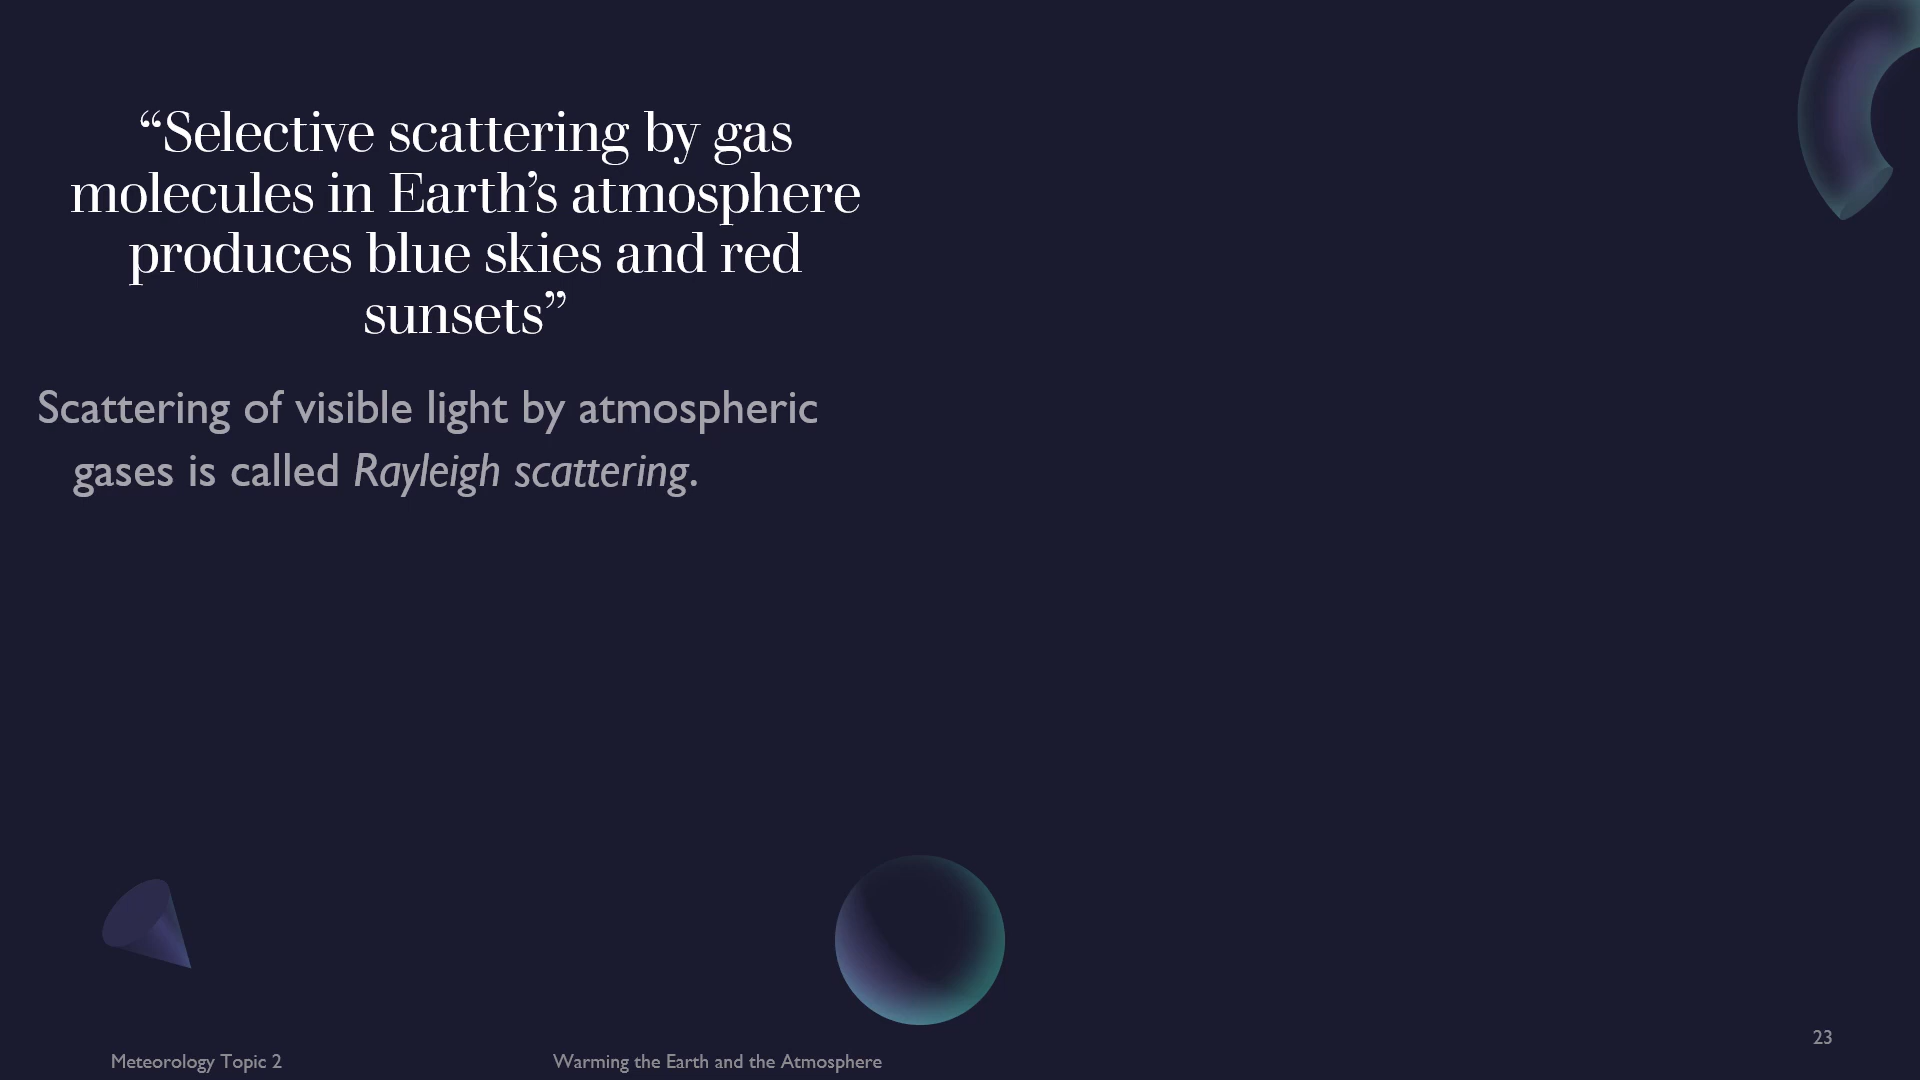 “Selective scattering by gas
molecules in Earth’s atmosphere
produces blue skies and red
sunsets”
Scattering of visible light by atmospheric
gases is called Rayleigh scattering.
Meteorology Topic 2
Warming the Earth and the Atmosphere
23